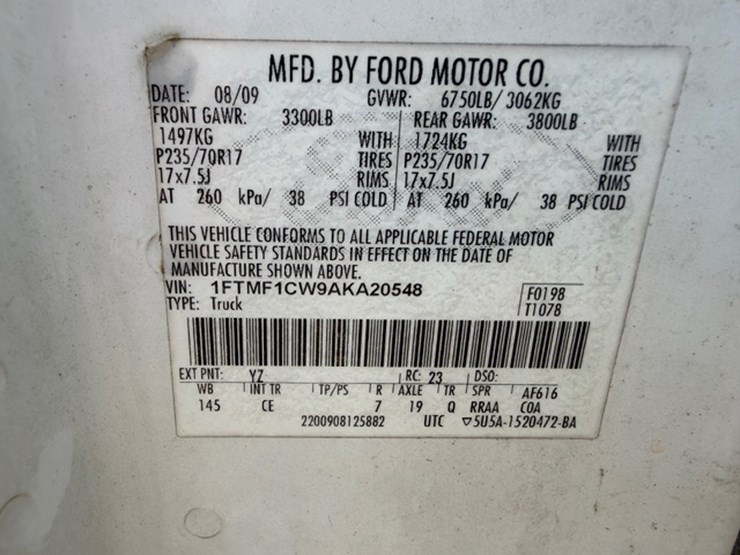 MFD. BY FORD MOTOR CO.
DATE: 08/09 GVWR: 6750LB/ 3062KG
FRONT GAWR: 3300LB REAR GAWR: 3800LB
1497KG WITH 1724KG WITH
P235/70R17 TIRES P235/70R17 TIRES
17x7.5J RIMS 17x7.5J RIMS
AT 260 kPa/ 38 PSI COLD AT 260 kPa/ 38 PSI COLD
THIS VEHICLE CONFORMS TO ALL APPLICABLE FEDERAL MOTOR
VEHICLE SAFETY STANDARDS IN EFFECT ON THE DATE OF
MANUFACTURE SHOWN ABOVE.
VIN: 1FTMF1CW9AKA20548 F0198
TYPE: Truck T1078
EXT PNT: YZ RC: 23 DSO:
WB INT TR TP/PS R AXLE TR SPR AF616
145 CE 7 19 Q RRAA COA
2200908125882 UTC ▽5U5A-1520472-BA